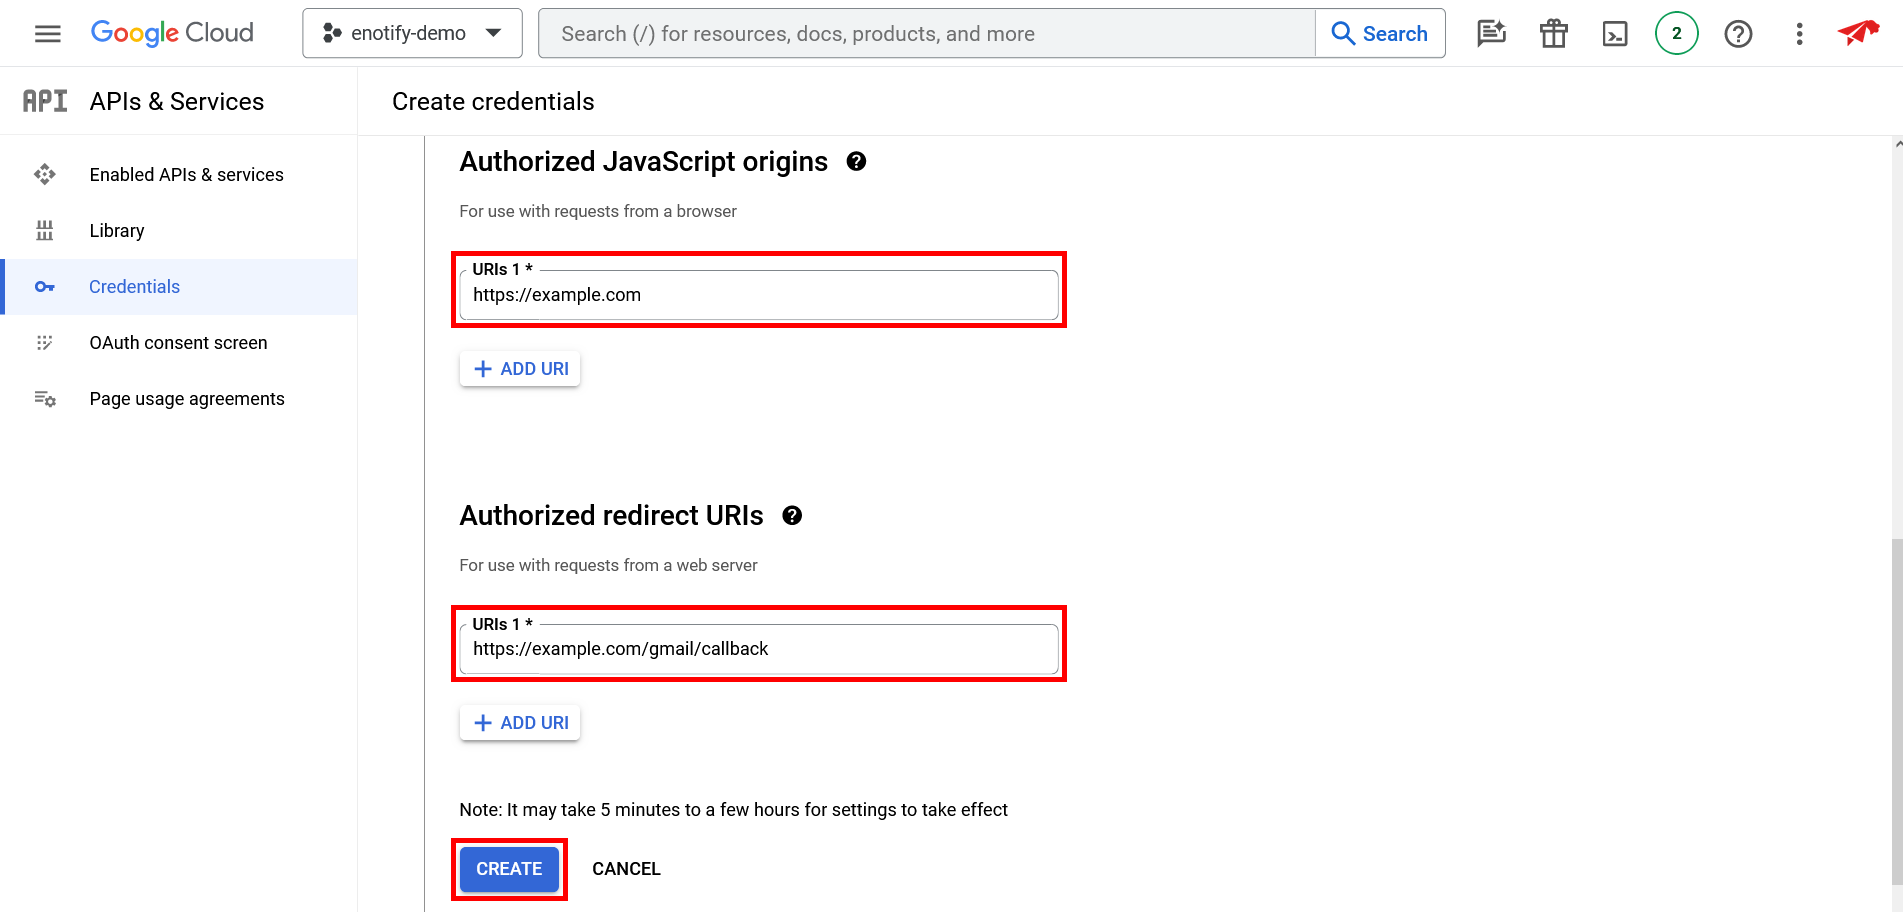 Google Cloud
enotify-demo
Search (/) for resources, docs, products, and more
Search
2
API
APIs & Services
Create credentials
Enabled APIs & services
Library
Credentials
OAuth consent screen
Page usage agreements
Authorized JavaScript origins
For use with requests from a browser
URIs 1 *
https://example.com
ADD URI
Authorized redirect URIs
For use with requests from a web server
URIs 1 *
https://example.com/gmail/callback
ADD URI
Note: It may take 5 minutes to a few hours for settings to take effect
CREATE
CANCEL